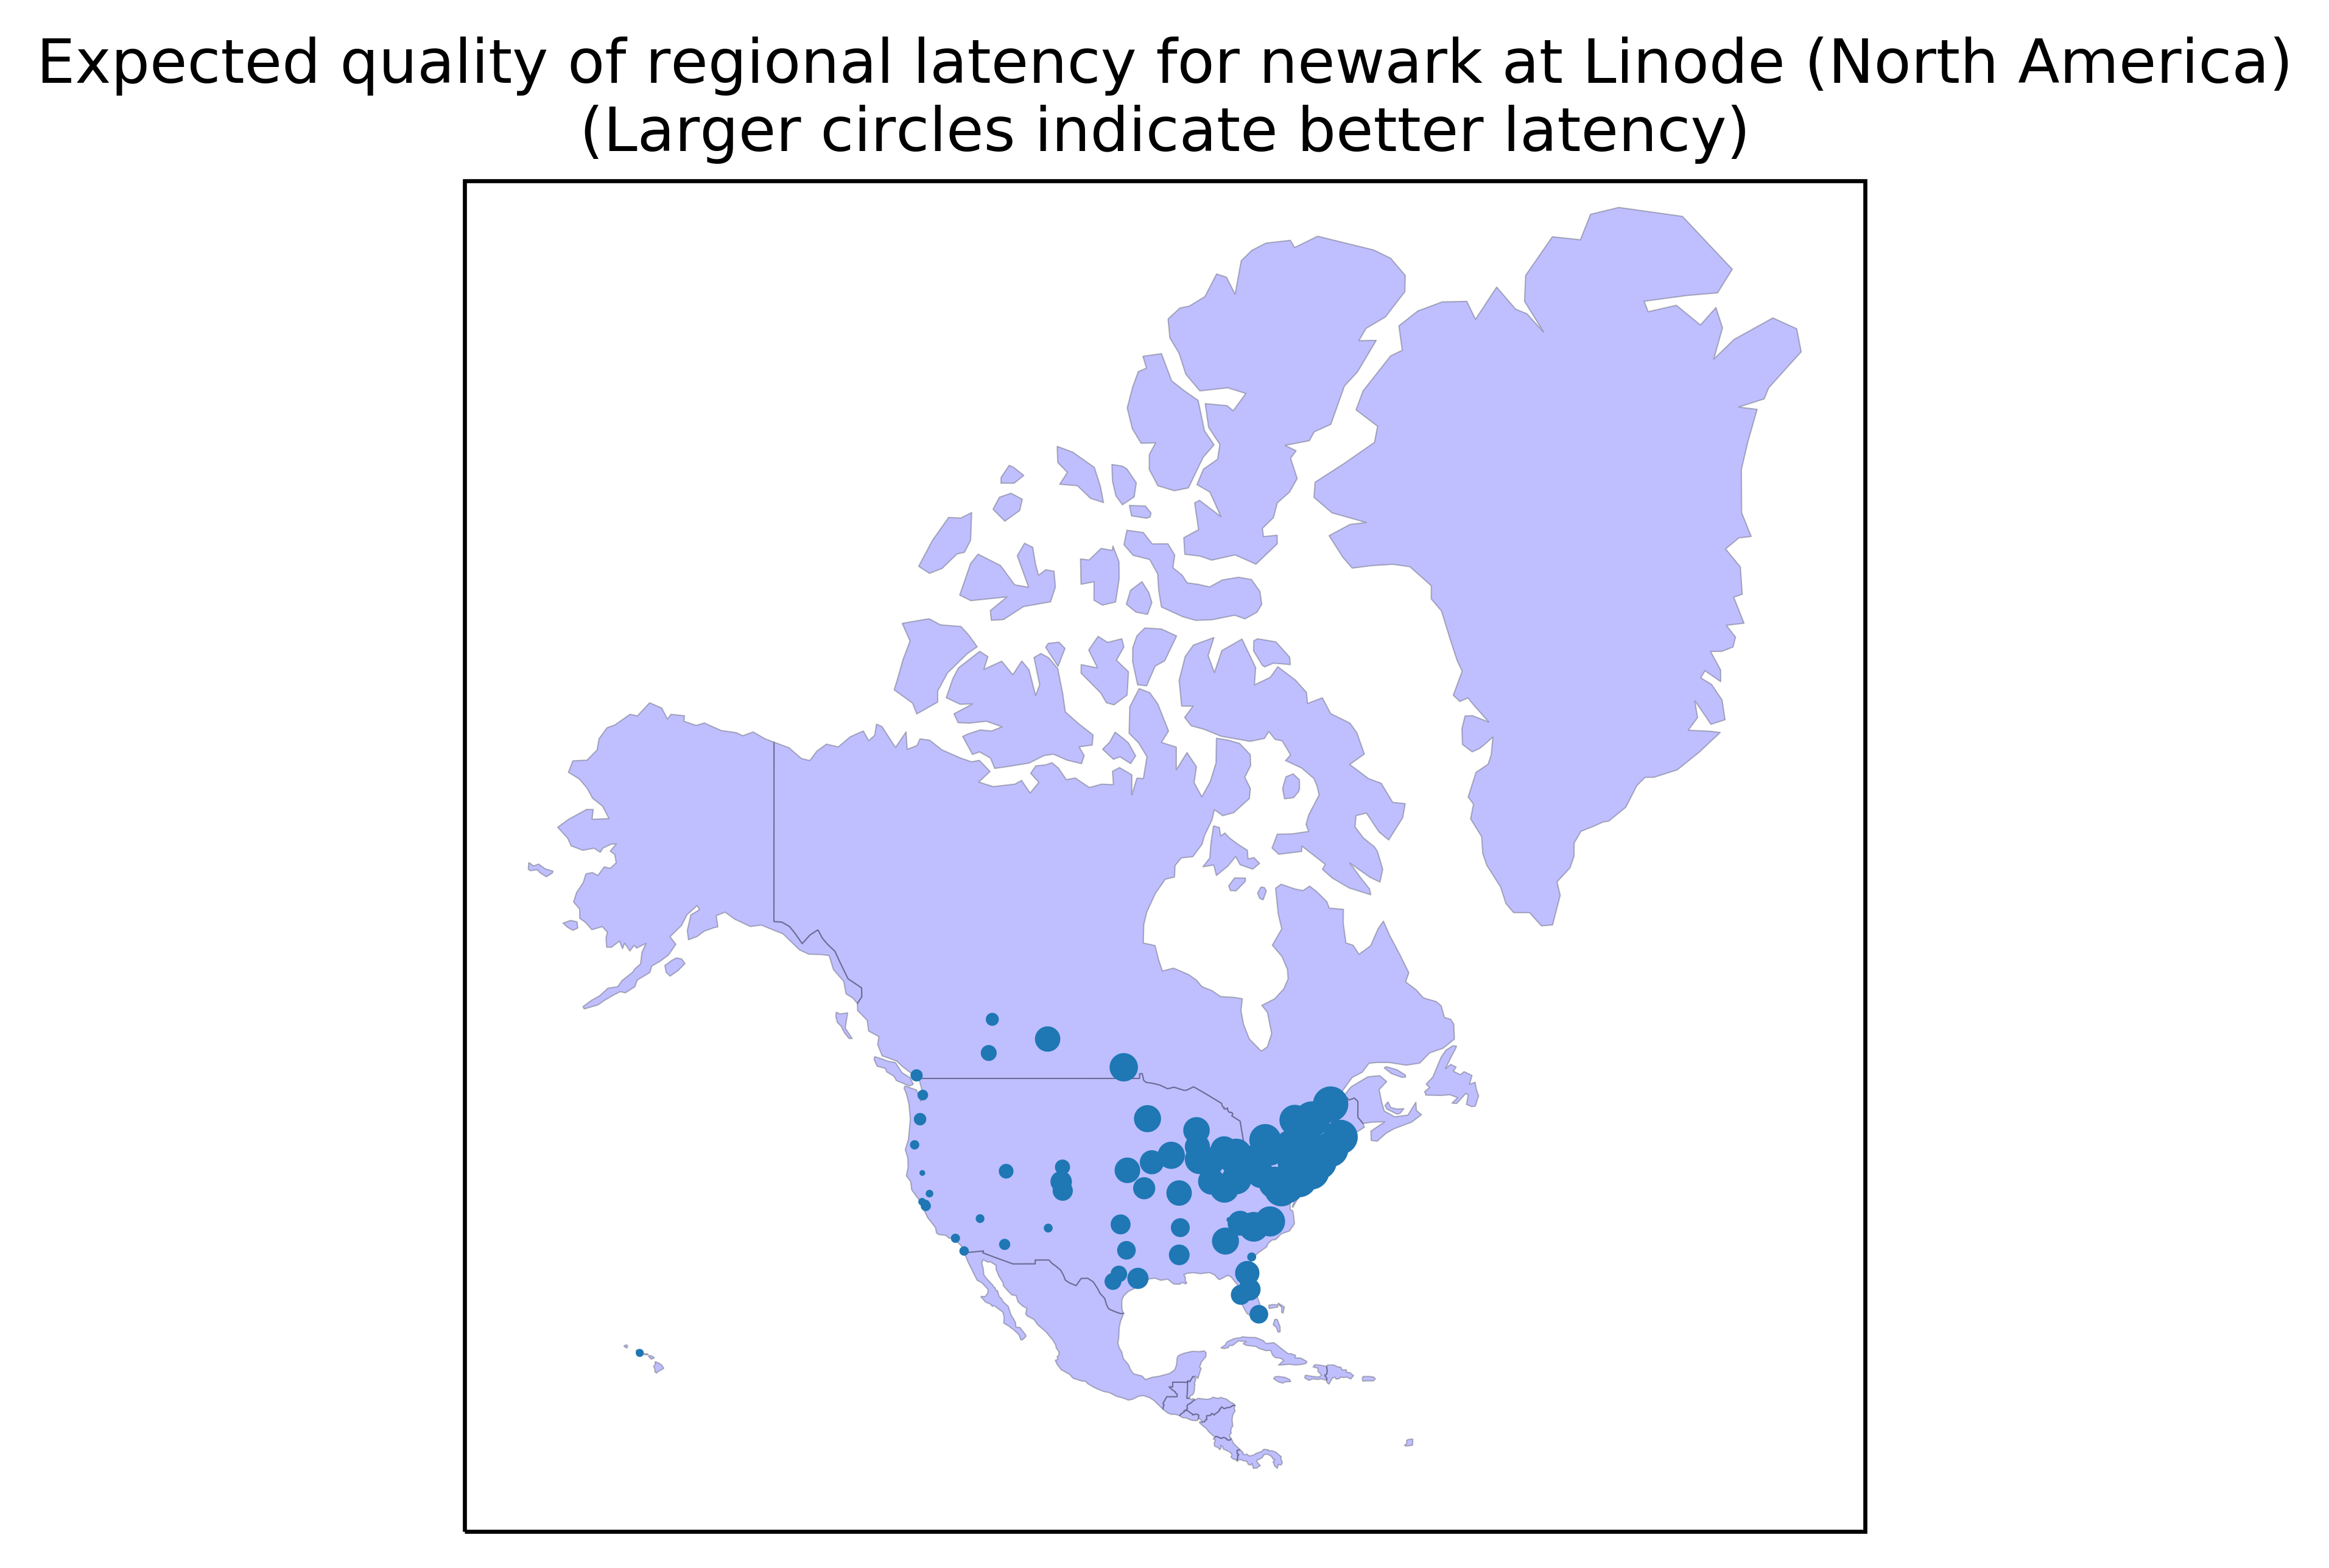 Expected quality of regional latency for newark at Linode (North America)
(Larger circles indicate better latency)